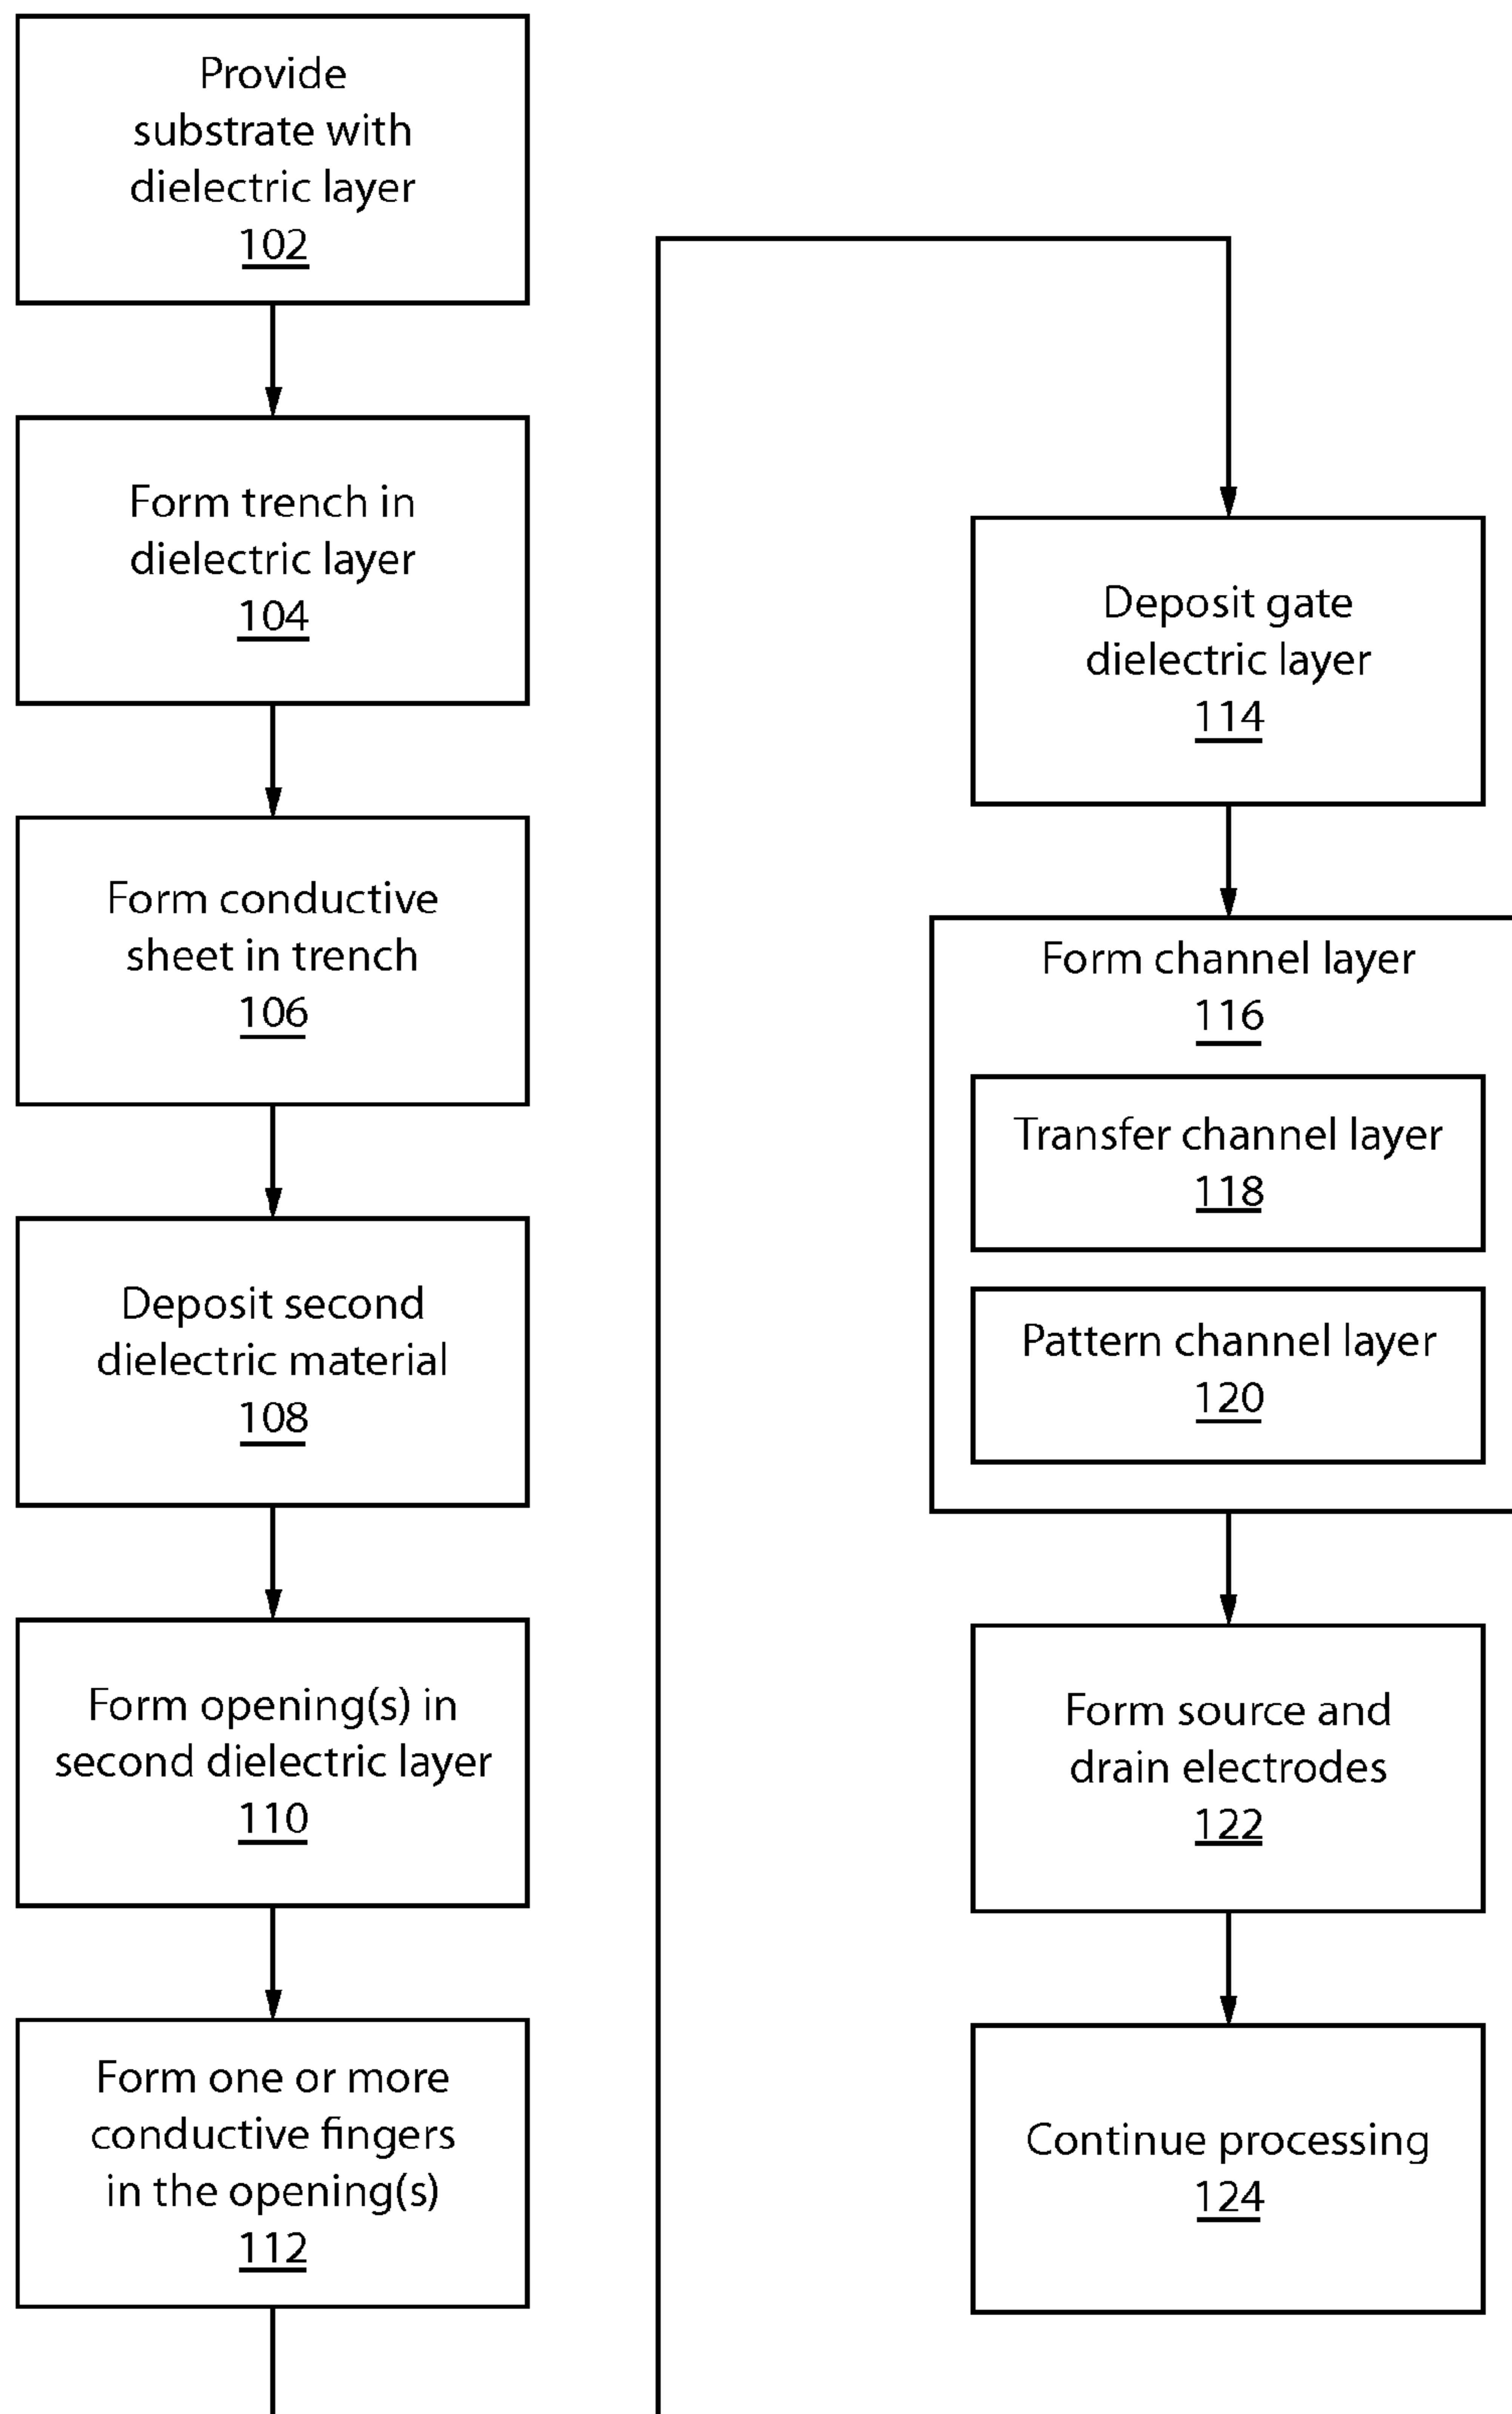 Provide
substrate with
dielectric layer
102
Form trench in
dielectric layer
104
Form conductive
sheet in trench
106
Deposit second
dielectric material
108
Form opening(s) in
second dielectric layer
110
Form one or more
conductive fingers
in the opening(s)
112
Deposit gate
dielectric layer
114
Form channel layer
116
Transfer channel layer
118
Pattern channel layer
120
Form source and
drain electrodes
122
Continue processing
124